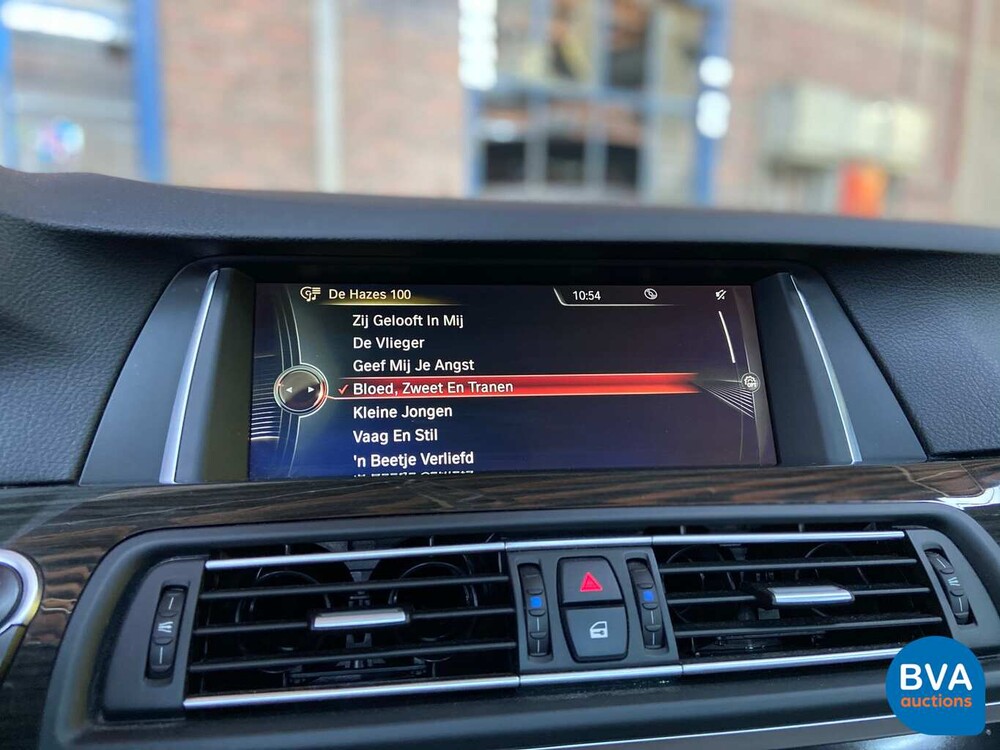 De Hazes 100
10:54
Zij Gelooft In Mij
De Vlieger
Geef Mij Je Angst
Bloed, Zweet En Tranen
Kleine Jongen
Vaag En Stil
'n Beetje Verliefd
BVA
auctions